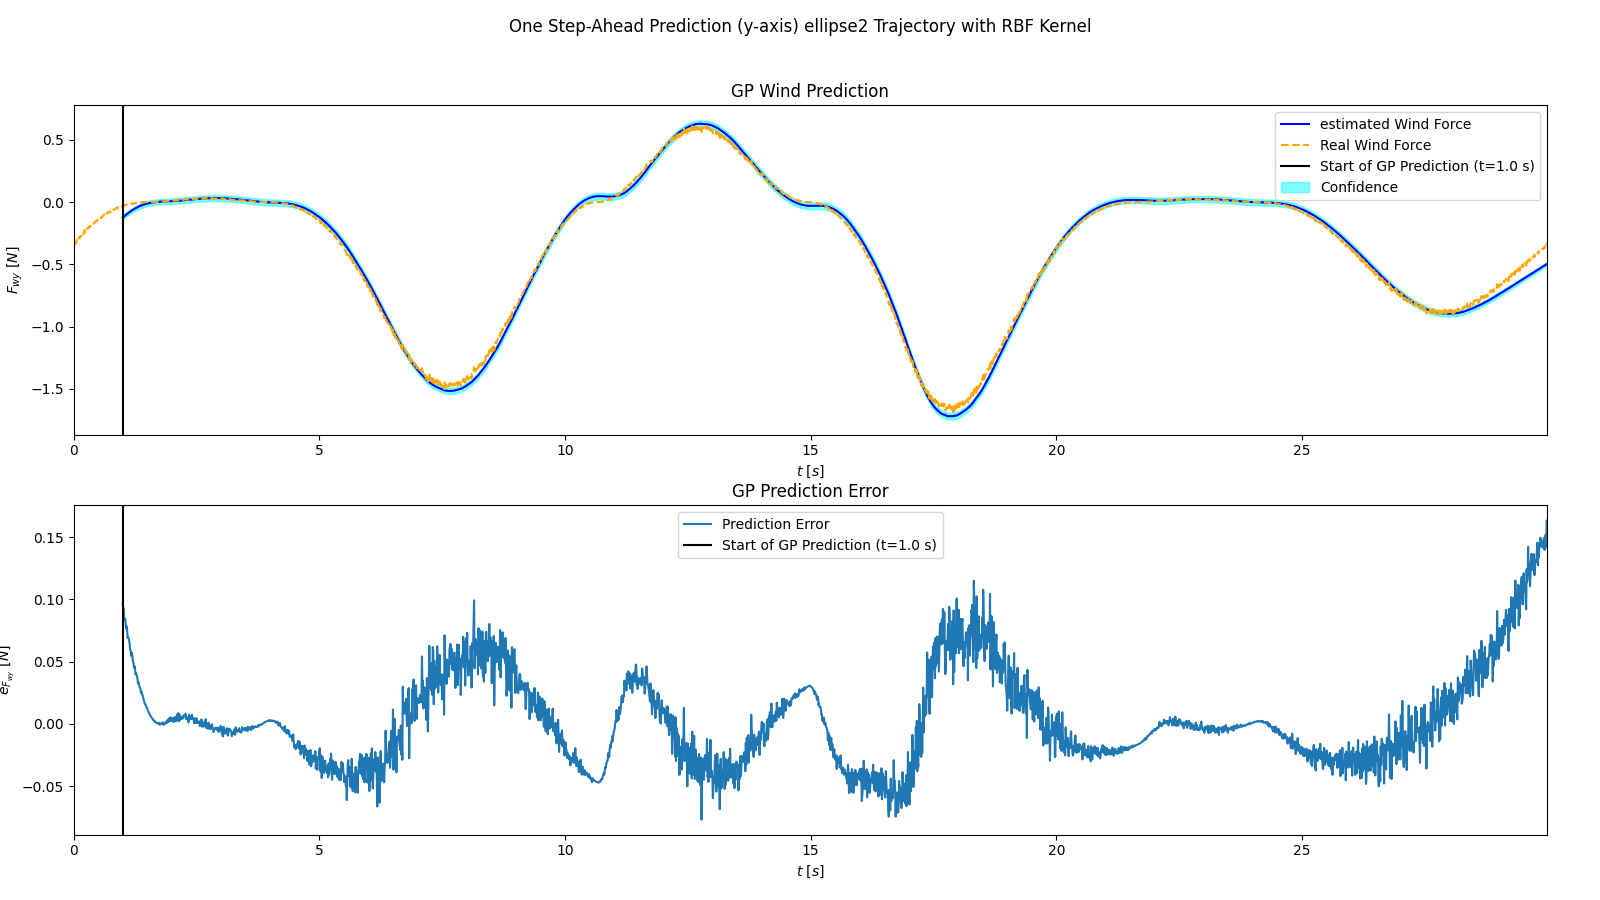 One Step-Ahead Prediction (y-axis) ellipse2 Trajectory with RBF Kernel
GP Wind Prediction
0.5
0.0
−0.5
−1.0
−1.5
F_wy [N]
estimated Wind Force
Real Wind Force
Start of GP Prediction (t=1.0 s)
Confidence
0 5 10 15 20 25
t [s]
GP Prediction Error
0.15
0.10
0.05
0.00
−0.05
e_F_wy [N]
Prediction Error
Start of GP Prediction (t=1.0 s)
0 5 10 15 20 25
t [s]